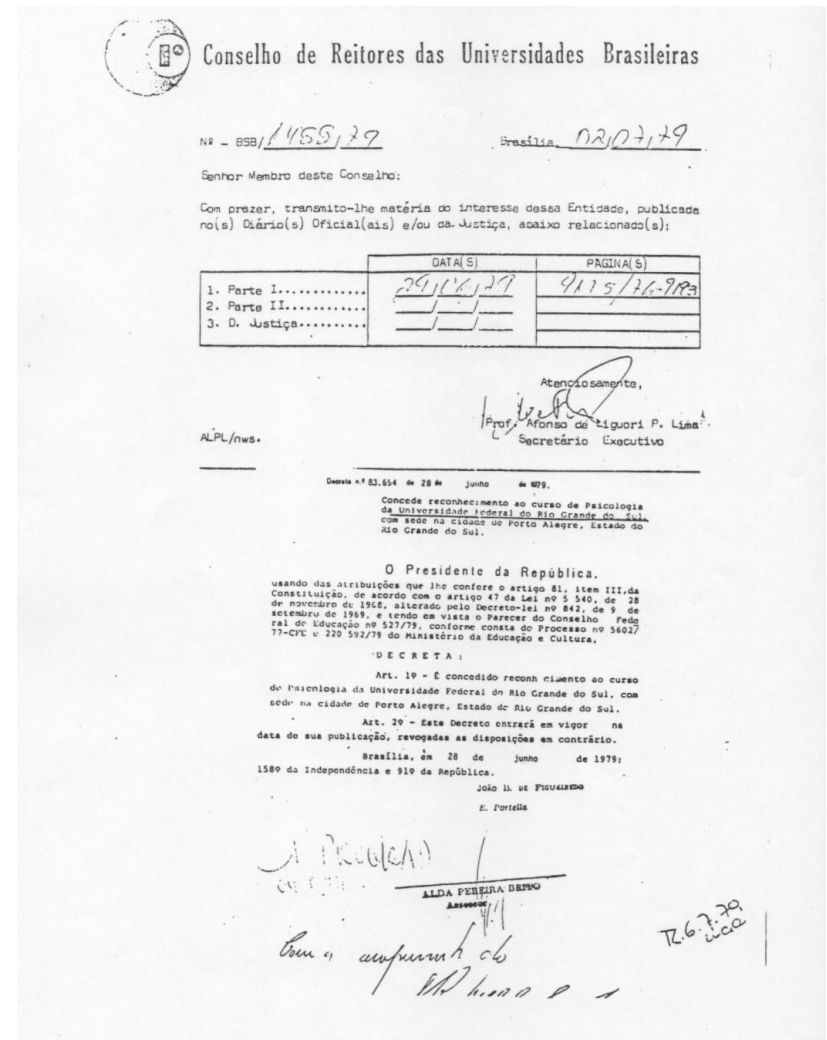 Conselho de Reitores das Universidades Brasileiras
Nº - BSB/1455/79 Brasília, 02/07/79
Senhor Membro deste Conselho:
Com prazer, transmito-lhe matéria do interesse dessa Entidade, publicada
no(s) Diário(s) Oficial(ais) e/ou da Justiça, abaixo relacionado(s):
DATA(S) PÁGINA(S)
1. Parte I............. 29/06/79
2. Parte II............ __/__/__
3. D. Justiça.......... __/__/__
Atenciosamente,
Prof. Afonso de Liguori P. Lima
Secretário Executivo
ALPL/nws.
Decreto n.º 83.654 de 28 de junho de 1979.
Concede reconhecimento ao curso de Psicologia
da Universidade Federal do Rio Grande do Sul,
com sede na cidade de Porto Alegre, Estado do
Rio Grande do Sul.
O Presidente da República,
usando das atribuições que lhe confere o artigo 81, item III,da
Constituição, de acordo com o artigo 47 da Lei nº 5 540, de 28
de novembro de 1968, alterado pelo Decreto-lei nº 842, de 9 de
setembro de 1969, e tendo em vista o Parecer do Conselho Fede
ral de Educação nº 527/79, conforme consta do Processo nº 5602/
77-CFE e 220 592/79 do Ministério da Educação e Cultura,
D E C R E T A :
Art. 1º - É concedido reconh cimento ao curso
de Psicologia da Universidade Federal do Rio Grande do Sul, com
sede na cidade de Porto Alegre, Estado do Rio Grande do Sul.
Art. 2º - Este Decreto entrará em vigor na
data de sua publicação, revogadas as disposições em contrário.
Brasília, em 28 de junho de 1979;
158º da Independência e 91º da República.
João B. de Figueiredo
E. Portella
ALDA PEREIRA BRITO
Assessor
Com o